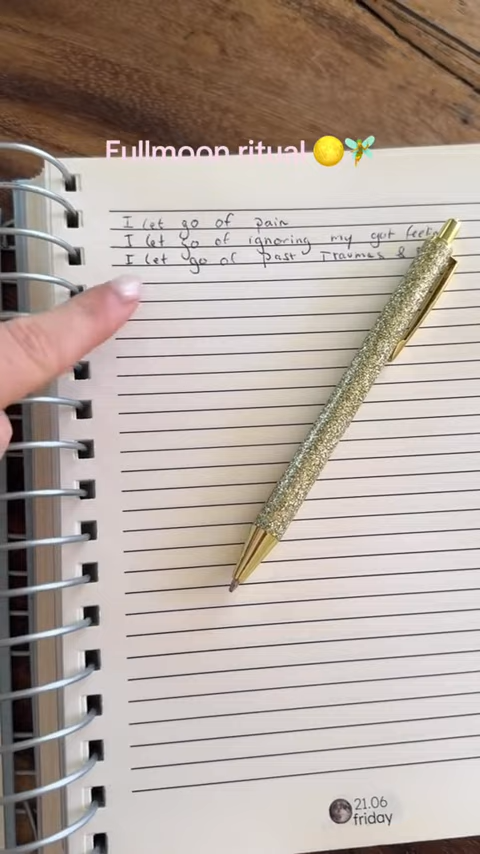 Fullmoon ritual 🌕🧚
I let go of pain
I let go of ignoring my gut
I let go of past Traumas &
21.06
friday